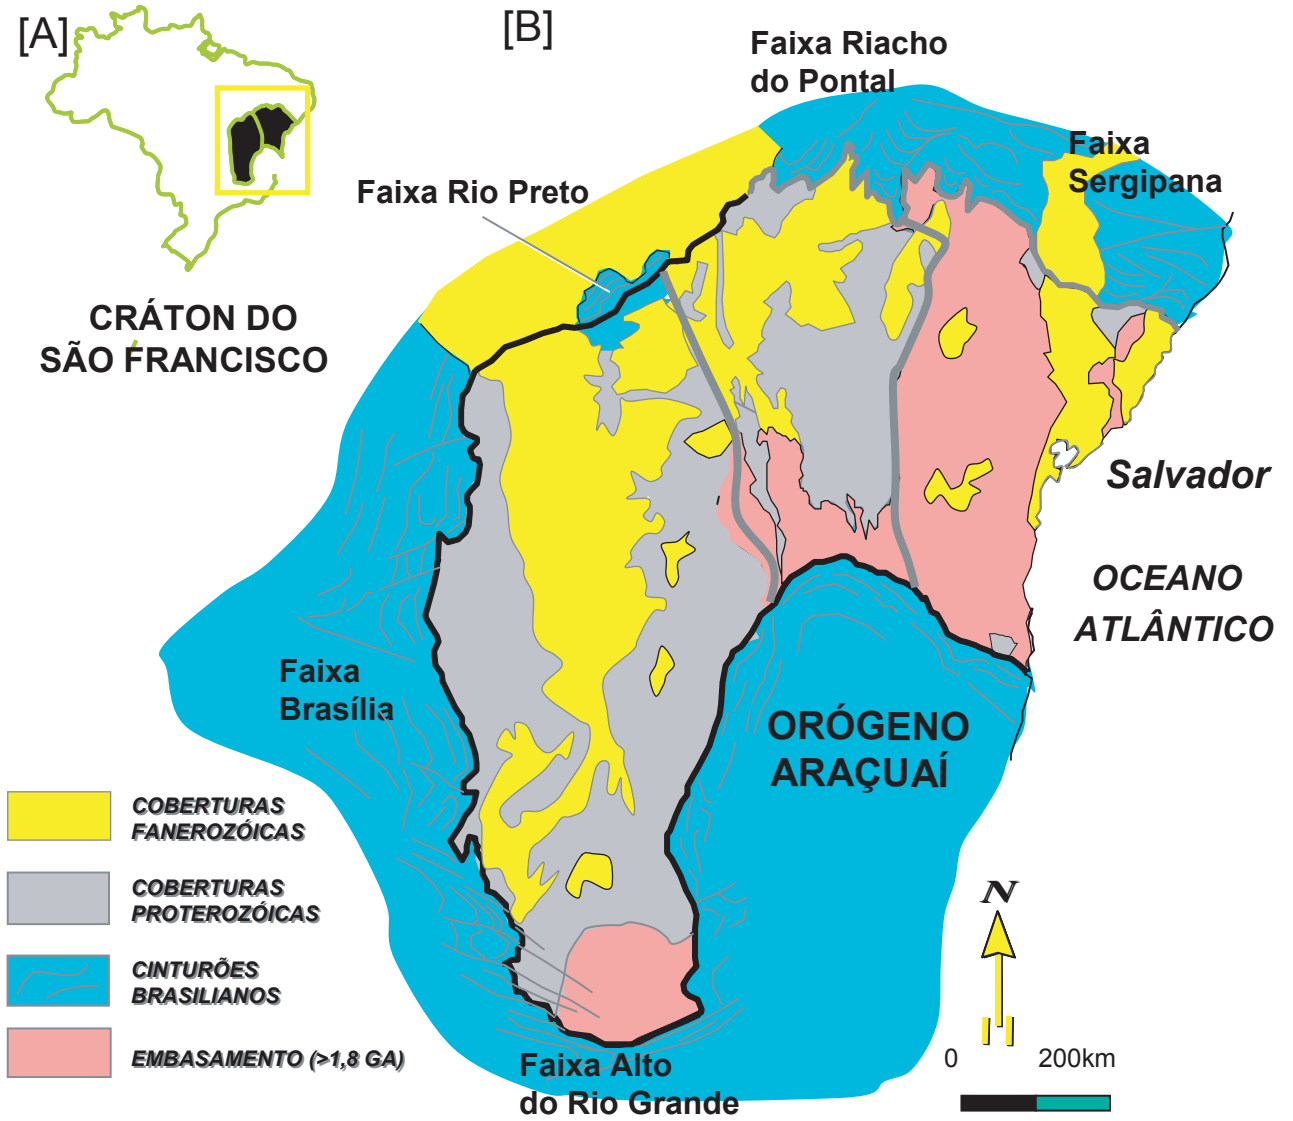 [A]
[B]
Faixa Riacho
do Pontal
Faixa
Sergipana
Faixa Rio Preto
CRÁTON DO
SÃO FRANCISCO
Salvador
OCEANO
ATLÂNTICO
Faixa
Brasília
ORÓGENO
ARAÇUAÍ
COBERTURAS
FANEROZÓICAS
COBERTURAS
PROTEROZÓICAS
CINTURÕES
BRASILIANOS
EMBASAMENTO (>1,8 GA)
N
0 200km
Faixa Alto
do Rio Grande